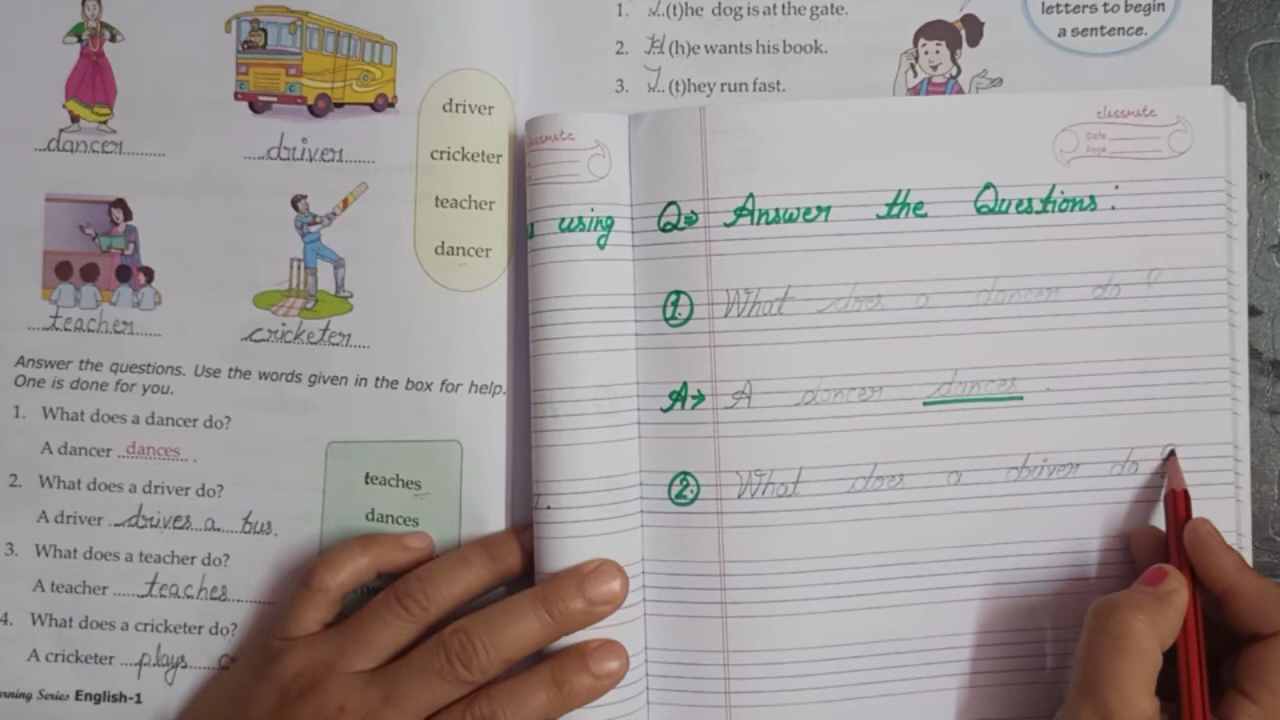 1. ....(t)he dog is at the gate.
2. H (h)e wants his book.
3. T..(t)hey run fast.
letters to begin
a sentence.
dancer
driver
teacher
cricketer
driver
cricketer
teacher
dancer
Answer the questions. Use the words given in the box for help.
One is done for you.
1. What does a dancer do?
A dancer dances.
2. What does a driver do?
A driver drives a bus.
3. What does a teacher do?
A teacher teaches
4. What does a cricketer do?
A cricketer plays
teaches
dances
Series English-1
using
classmate
Date
Page
Q⇒ Answer the Questions:
1. What does a dancer do?
A→ A dancer dances.
2. What does a driver do?